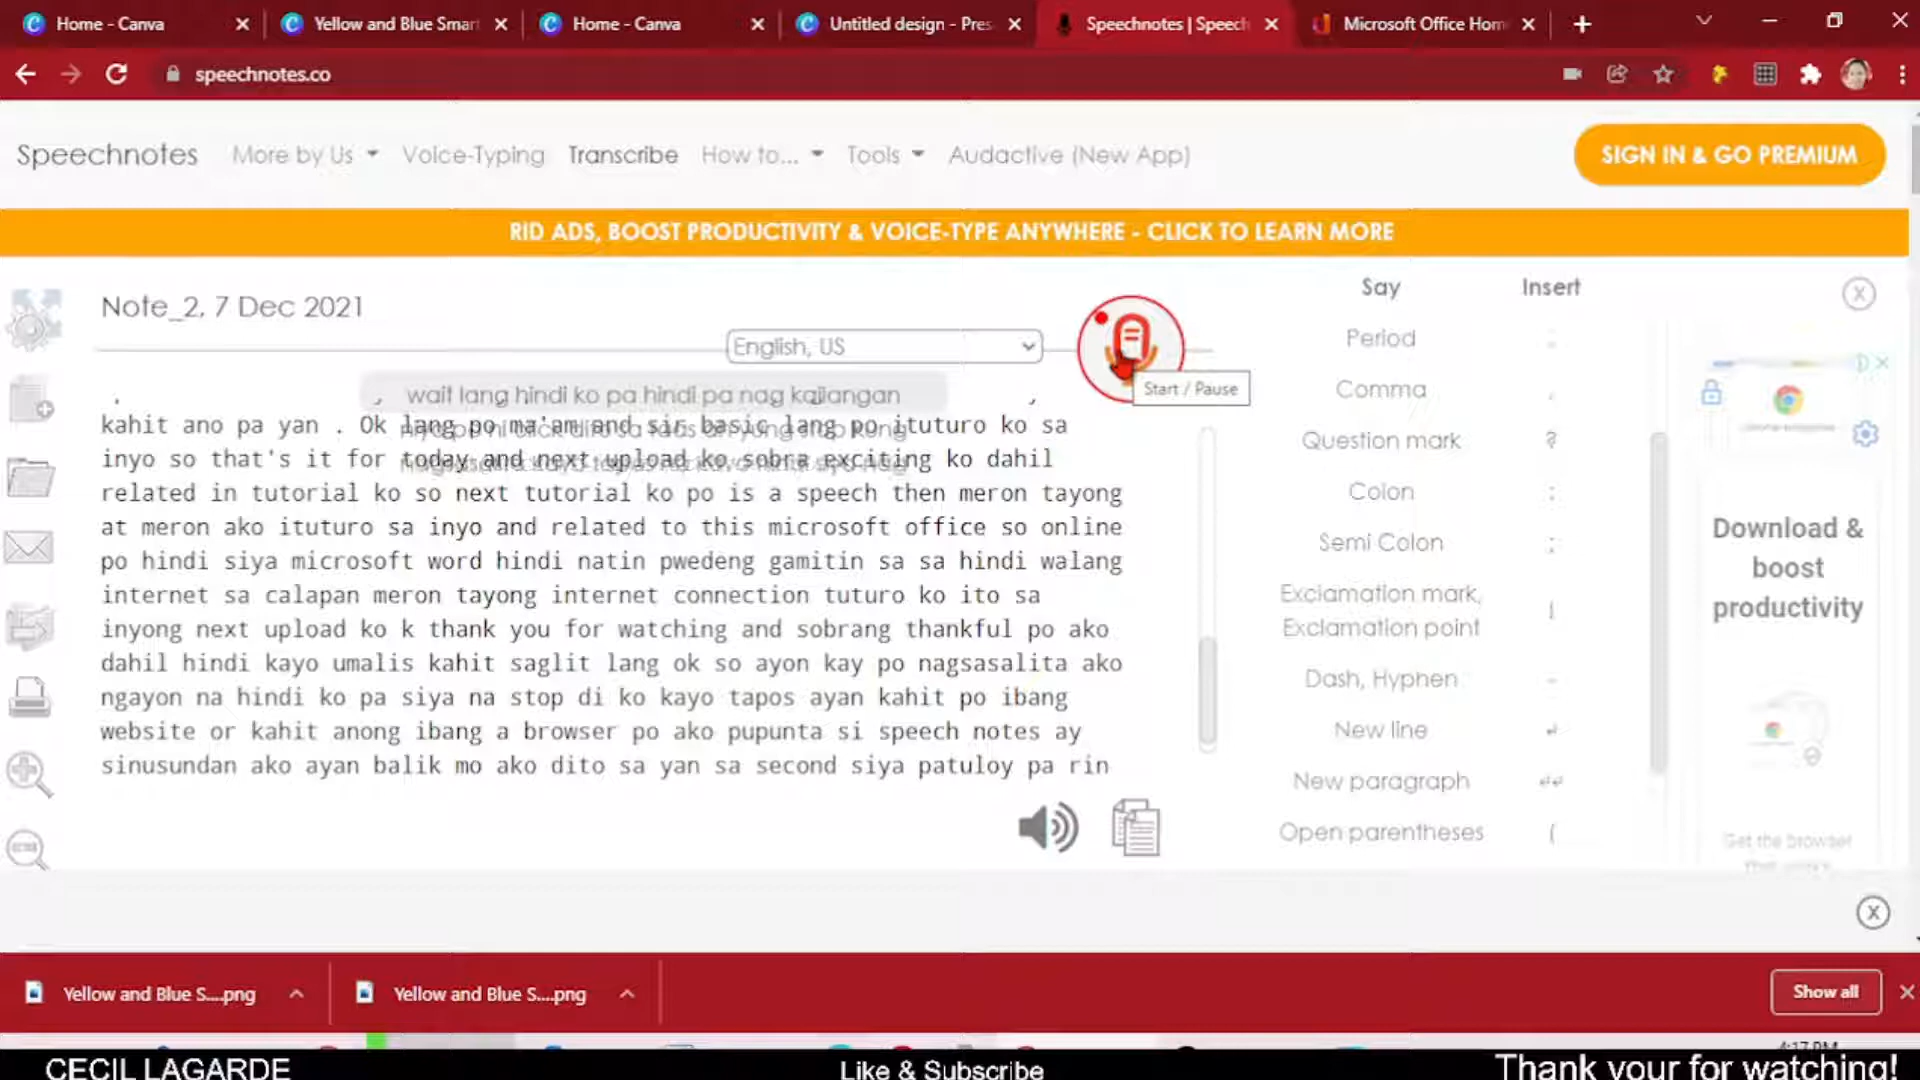 Home - Canva
Yellow and Blue Smar
Home - Canva
Untitled design - Pres
Speechnotes | Speech
Microsoft Office Hom
speechnotes.co
Speechnotes
More by Us
Voice-Typing
Transcribe
How to...
Tools
Audactive (New App)
SIGN IN & GO PREMIUM
RID ADS, BOOST PRODUCTIVITY & VOICE-TYPE ANYWHERE - CLICK TO LEARN MORE
Note_2, 7 Dec 2021
English, US
Start / Pause
wait lang hindi ko pa hindi pa nag kailangan
kahit ano pa yan . Ok lang po ma'am and sir basic lang po ituturo ko sa
inyo so that's it for today and next upload ko sobra exciting ko dahil
related in tutorial ko so next tutorial ko po is a speech then meron tayong
at meron ako ituturo sa inyo and related to this microsoft office so online
po hindi siya microsoft word hindi natin pwedeng gamitin sa sa hindi walang
internet sa calapan meron tayong internet connection tuturo ko ito sa
inyong next upload ko k thank you for watching and sobrang thankful po ako
dahil hindi kayo umalis kahit saglit lang ok so ayon kay po nagsasalita ako
ngayon na hindi ko pa siya na stop di ko kayo tapos ayan kahit po ibang
website or kahit anong ibang a browser po ako pupunta si speech notes ay
sinusundan ako ayan balik mo ako dito sa yan sa second siya patuloy pa rin
Say Insert
Period .
Comma ,
Question mark ?
Colon :
Semi Colon ;
Exclamation mark, !
Exclamation point
Dash, Hyphen -
New line
New paragraph
Open parentheses (
Download &
boost
productivity
Get the browser
Yellow and Blue S....png
Yellow and Blue S....png
Show all
4:17 PM
CECIL LAGARDE
Like & Subscribe
Thank your for watching!